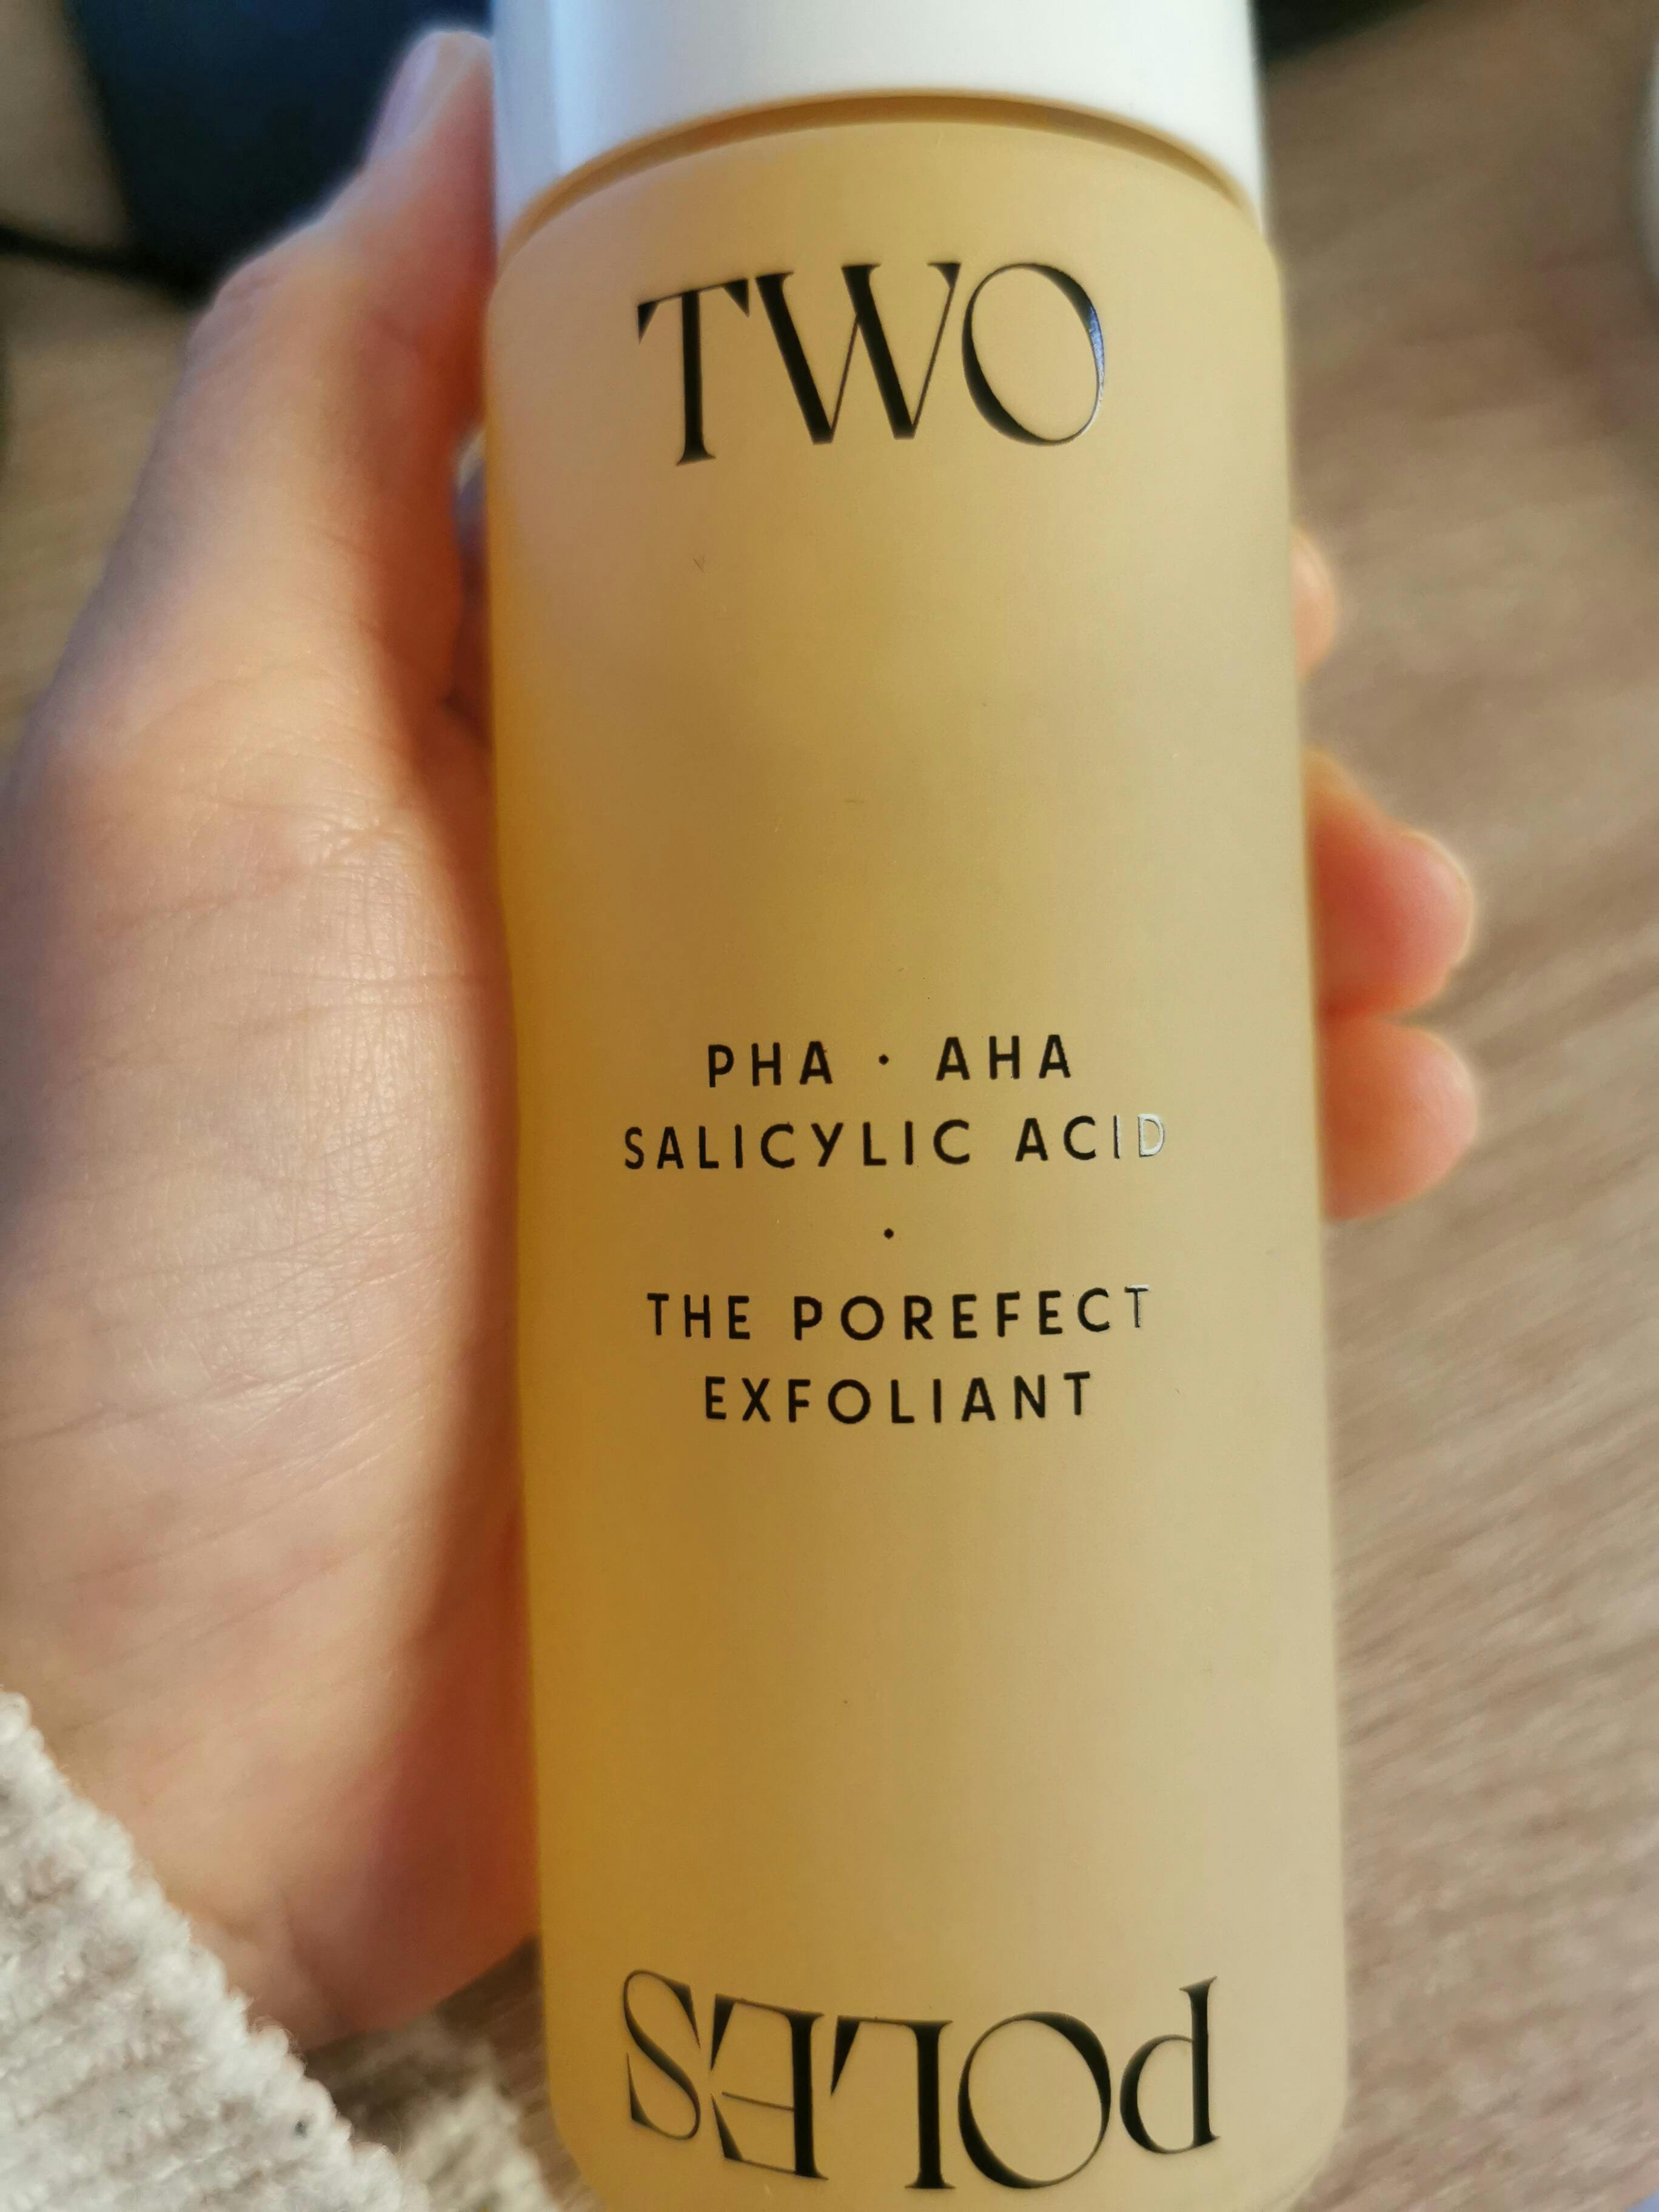 TWO
PHA · AHA
SALICYLIC ACID
·
THE POREFECT
EXFOLIANT
POLES